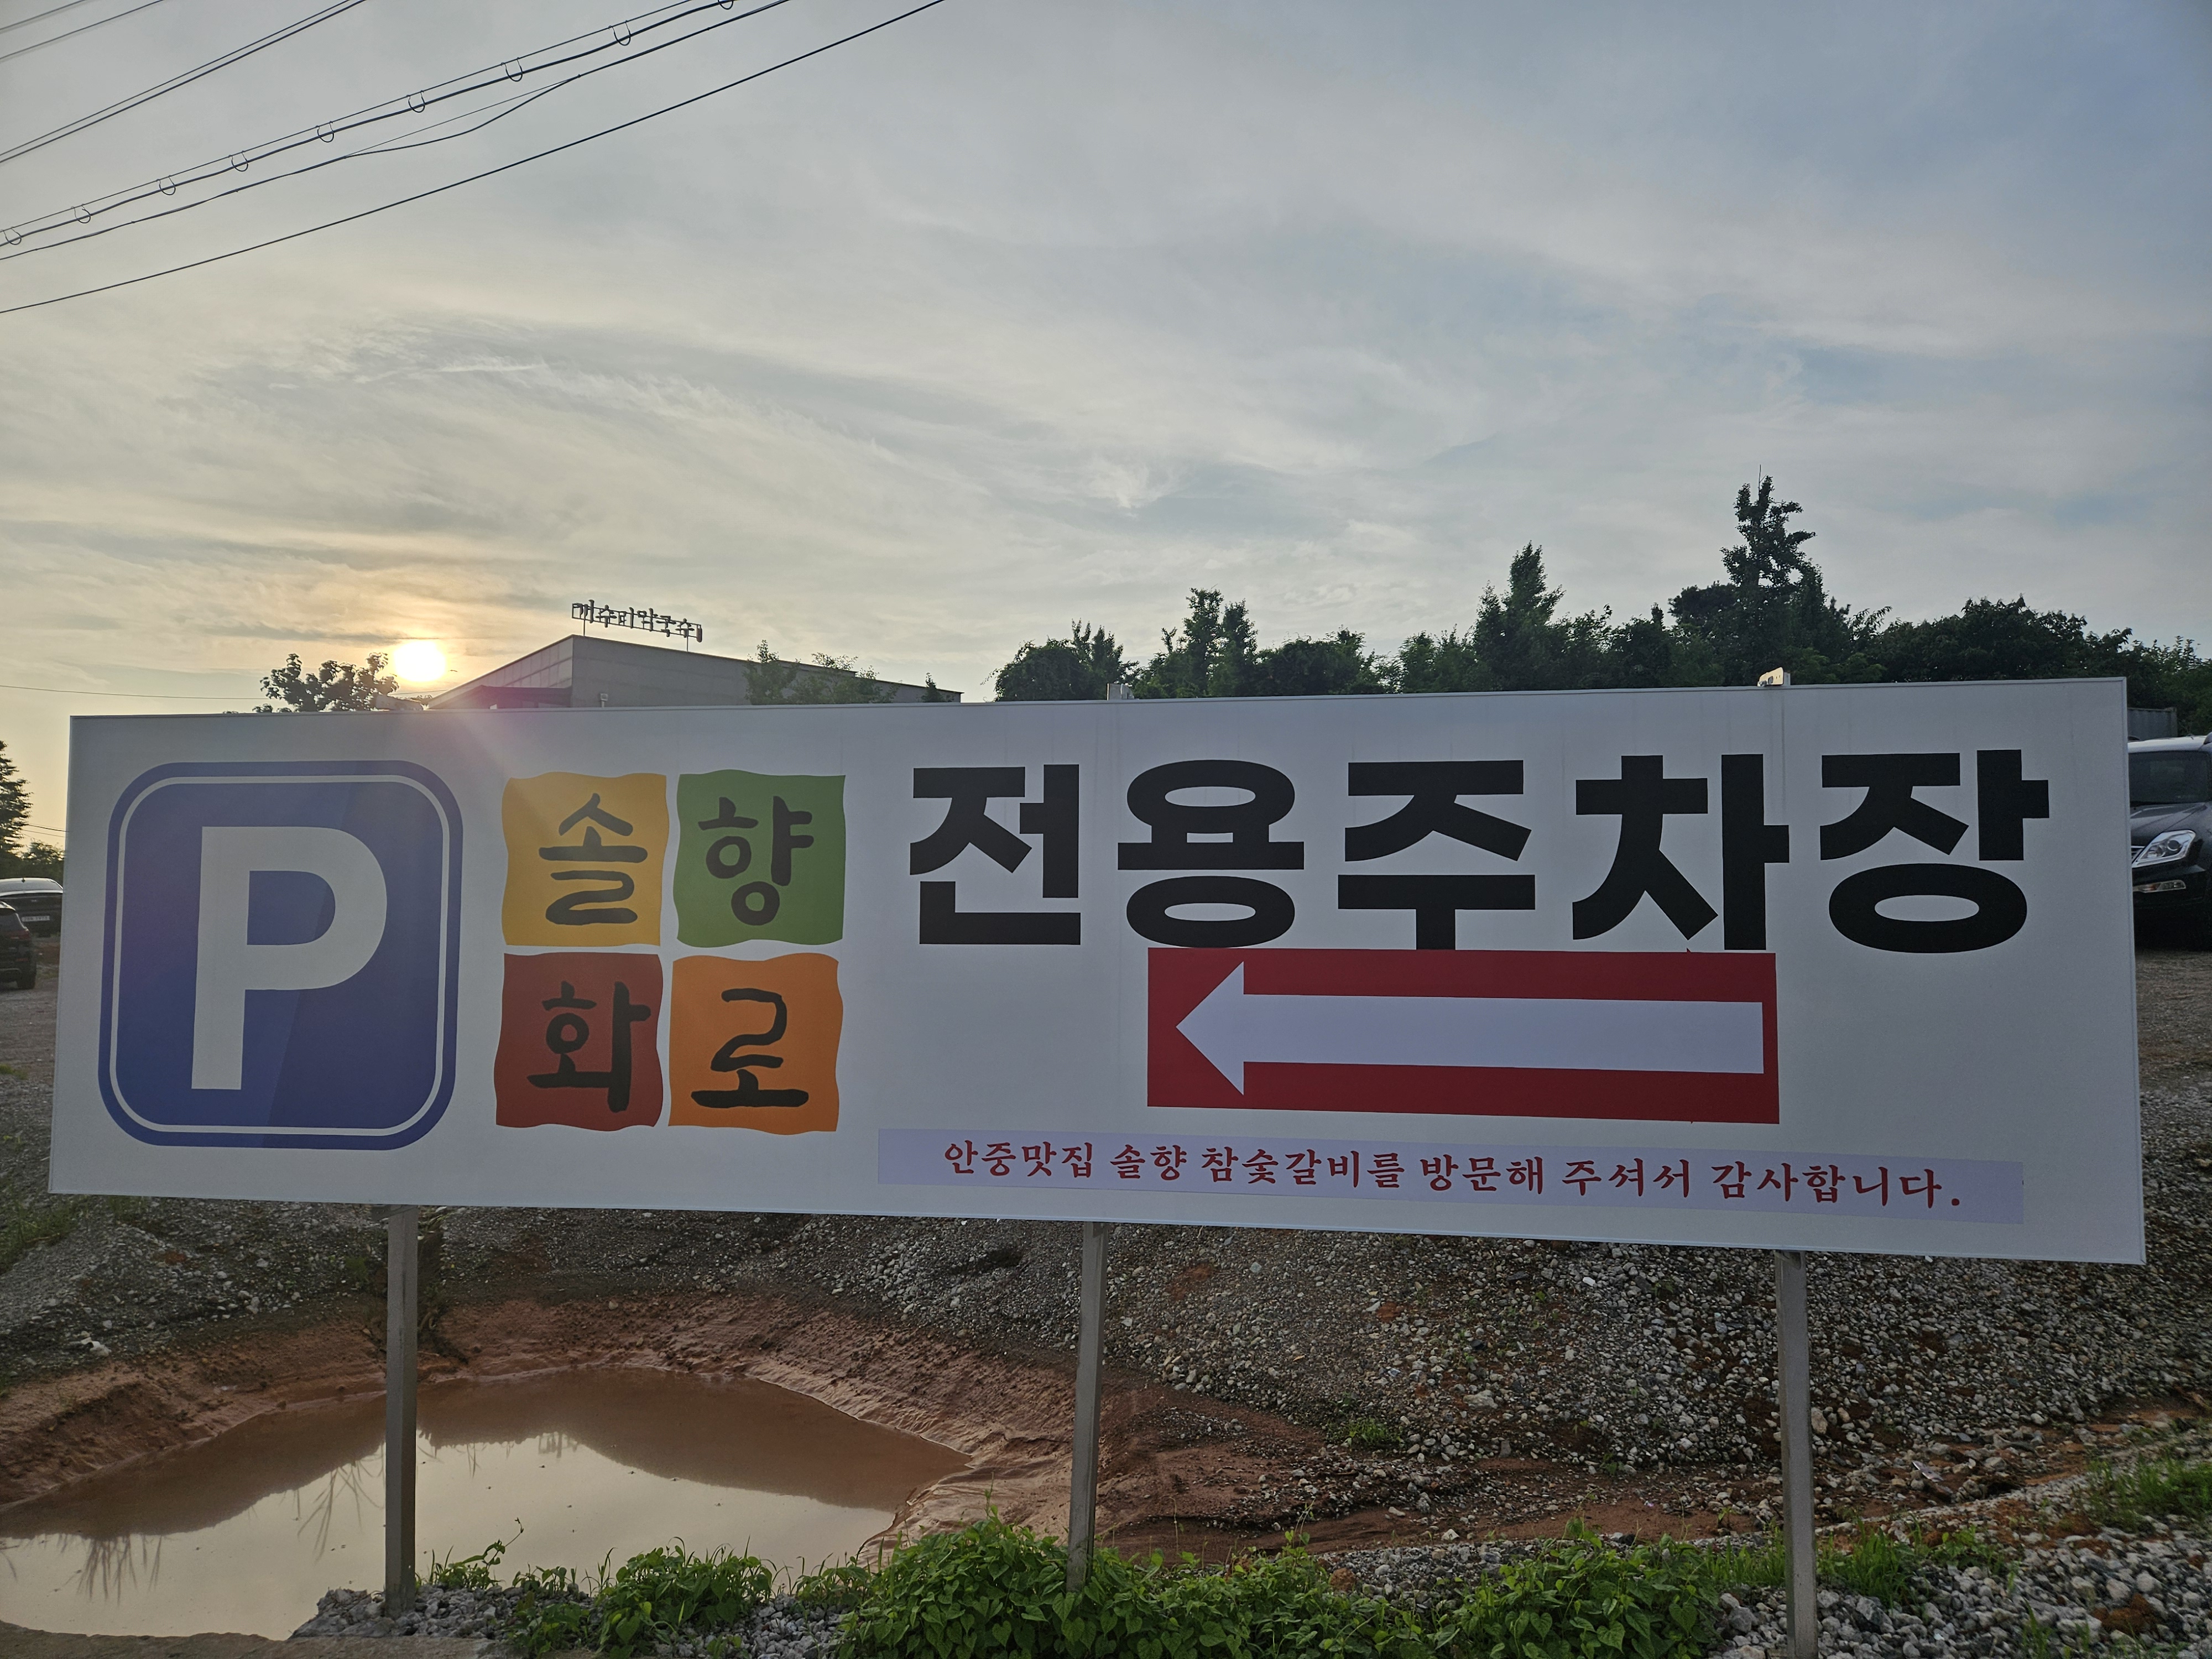 P
솔향
화로
전용주차장
안중맛집 솔향 참숯갈비를 방문해 주셔서 감사합니다.